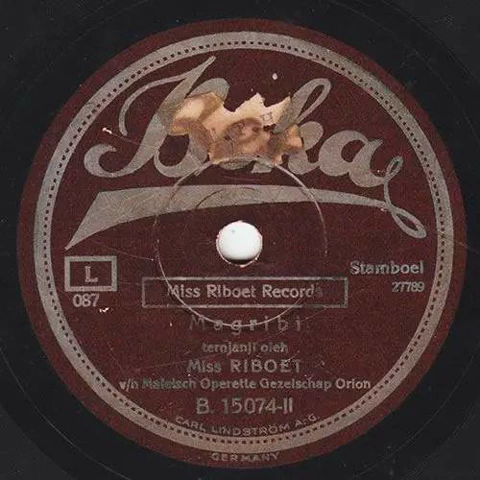 Beka
L
087
Stamboel
27789
Miss Riboet Records
Magribi
ternjanji oleh
Miss RIBOET
v/h Maleisch Operette Gezelschap Orion
B. 15074-II
CARL LINDSTRÖM A.-G.
GERMANY